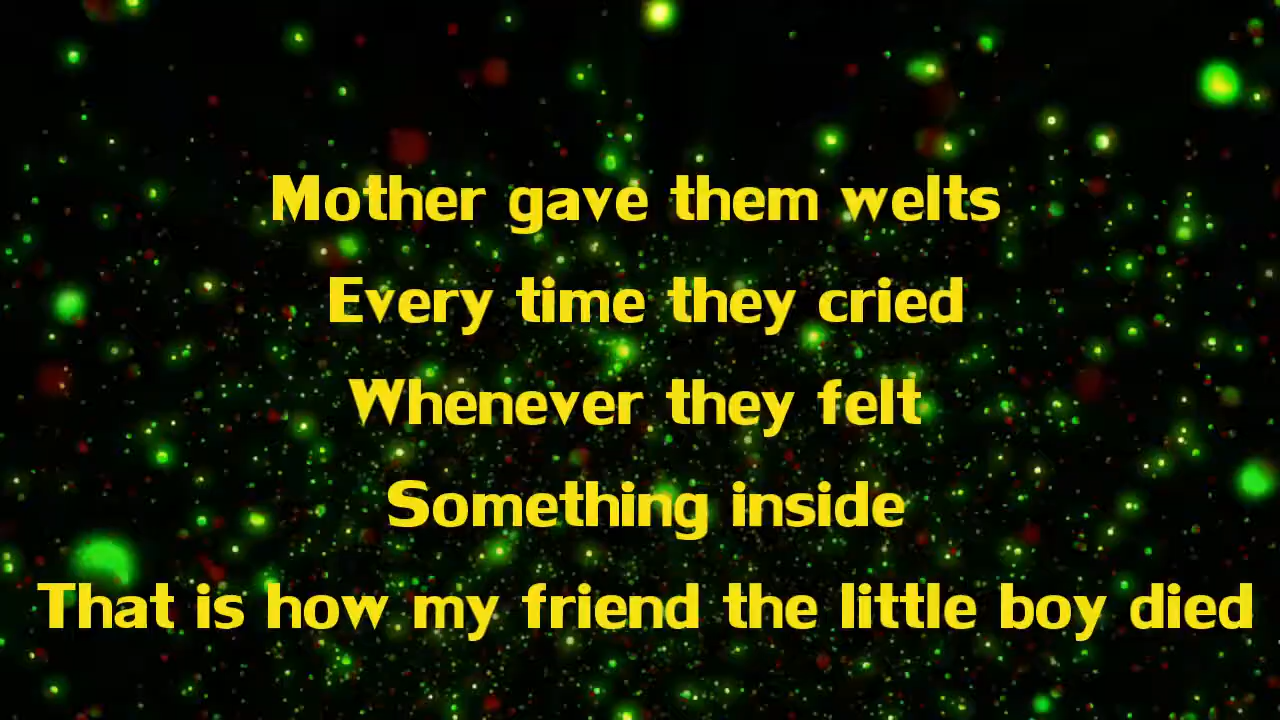 Mother gave them welts
Every time they cried
Whenever they felt
Something inside
That is how my friend the little boy died